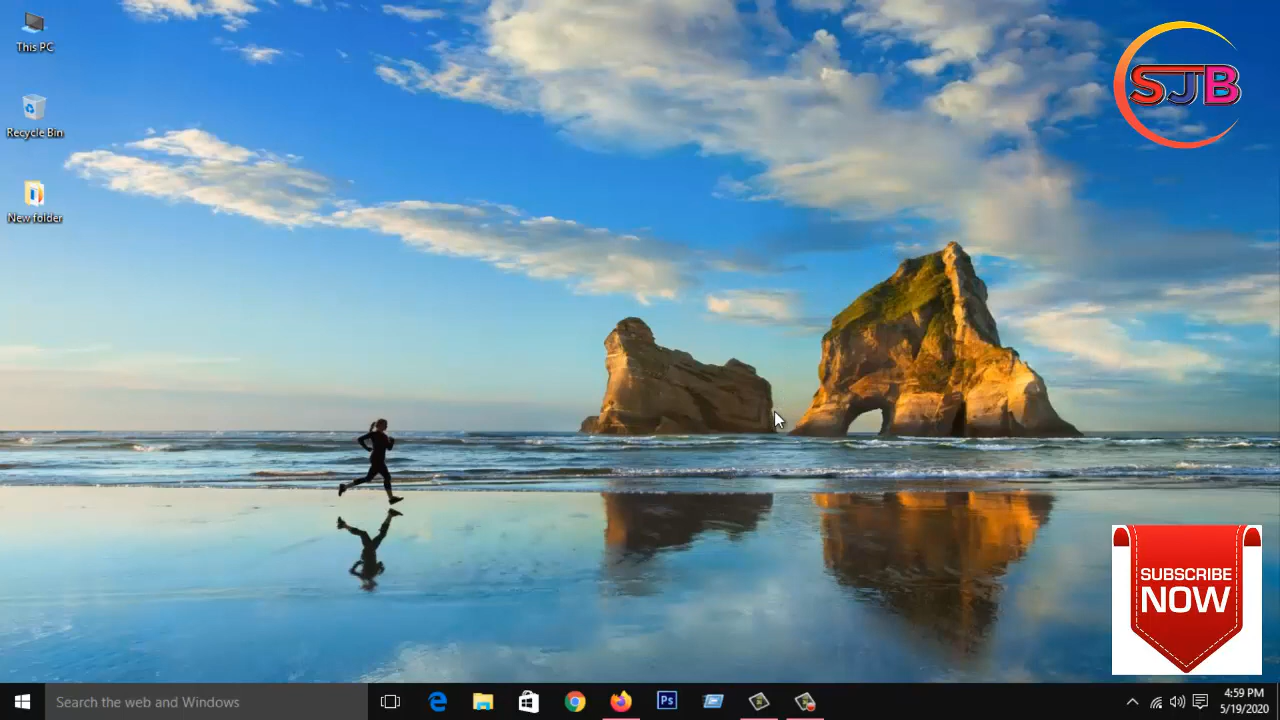 This PC
SJB
Recycle Bin
New folder
SUBSCRIBE
NOW
Search the web and Windows
Ps
4:59 PM
5/19/2020